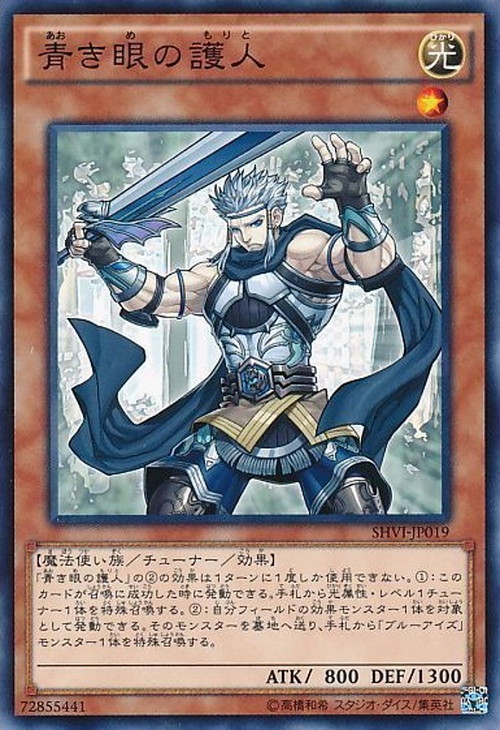 青き眼の護人
光
SHVI-JP019
【魔法使い族／チューナー／効果】
「青き眼の護人」の②の効果は1ターンに1度しか使用できない。①：この
カードが召喚に成功した時に発動できる。手札から光属性・レベル1チュー
ナー1体を特殊召喚する。②：自分フィールドの効果モンスター1体を対象
として発動できる。そのモンスターを墓地へ送り、手札から「ブルーアイズ」
モンスター1体を特殊召喚する。
ATK/ 800 DEF/1300
72855441
©高橋和希 スタジオ・ダイス/集英社